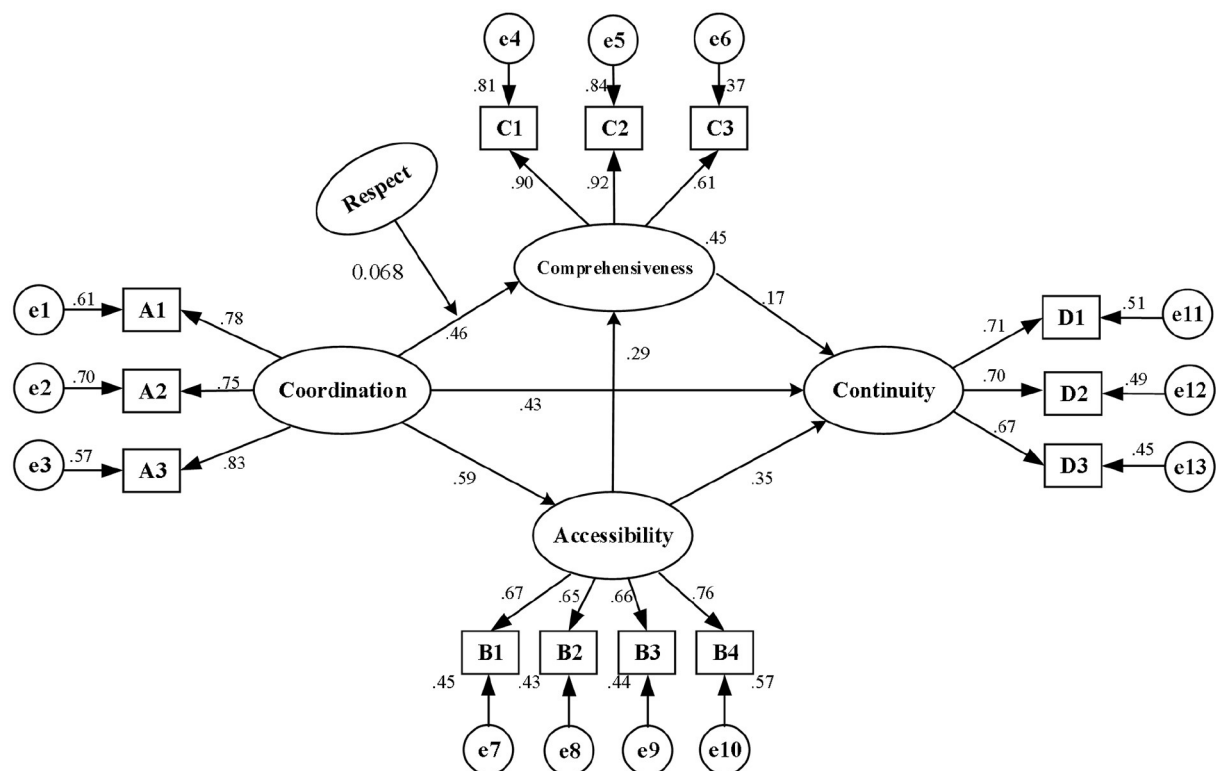 e4 e5 e6
.81 .84 .37
C1 C2 C3
.90 .92 .61
Respect
0.068
Comprehensiveness .45
e1 .61 A1 .78
.46 .17
.71 D1 .51 e11
.29
e2 .70 A2 .75 Coordination
.43
Continuity .70 D2 .49 e12
e3 .57 A3 .83
.67 D3 .45 e13
.59 .35
Accessibility
.67 .65 .66 .76
B1 B2 B3 B4
.45 .43 .44 .57
e7 e8 e9 e10